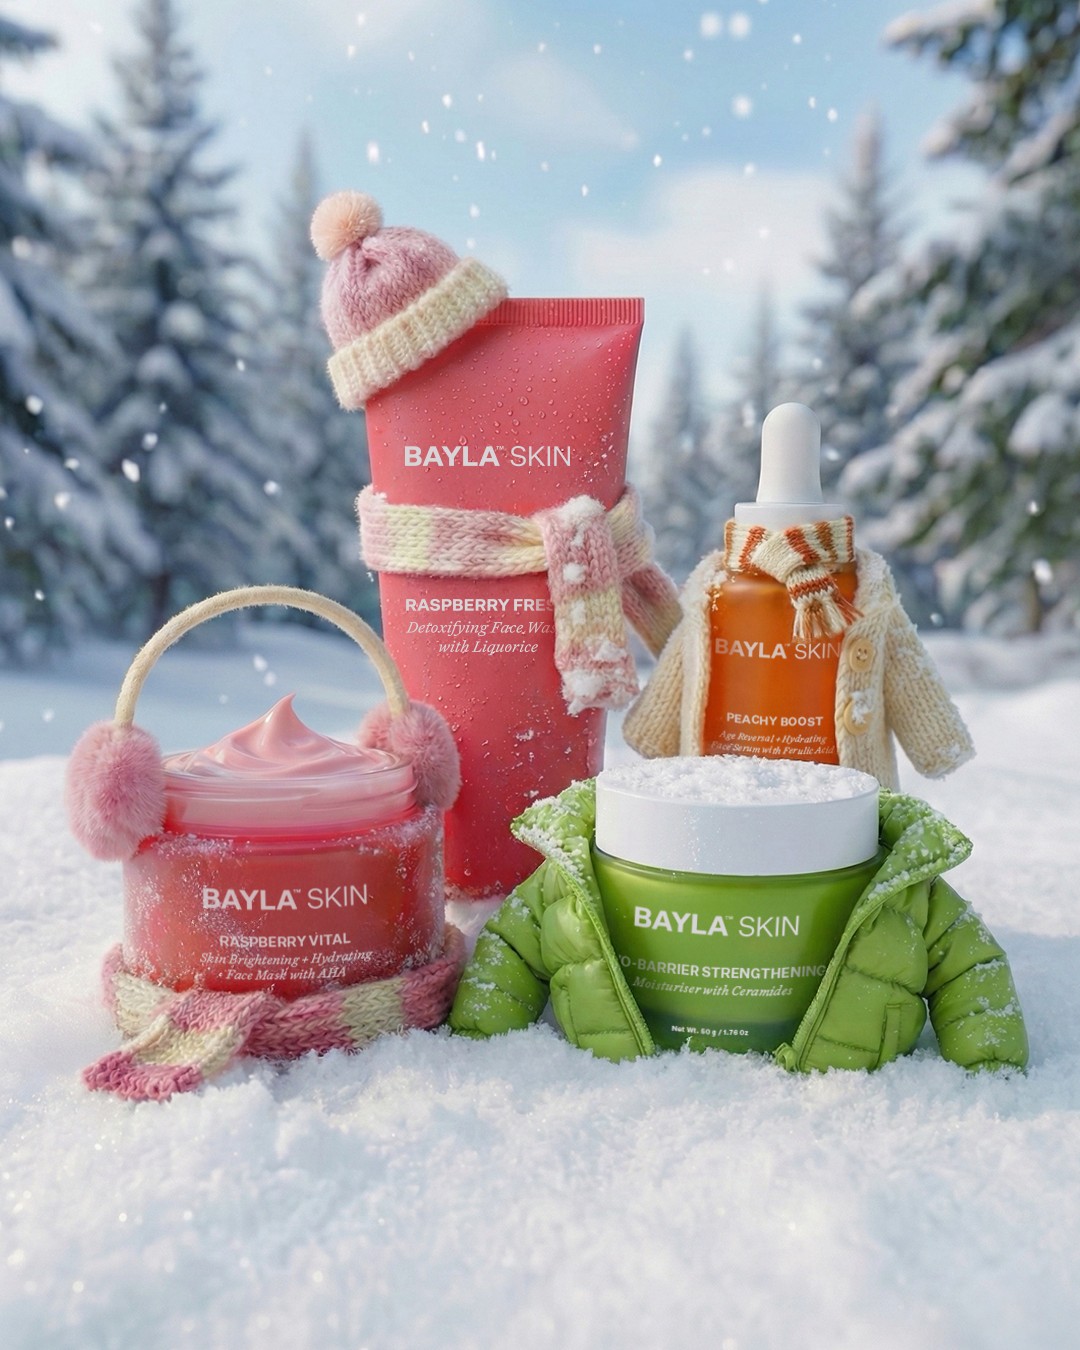 BAYLA™ SKIN
RASPBERRY FRES
Detoxifying Face Was
with Liquorice
BAYLA SKIN
PEACHY BOOST
Age Reversal + Hydrating
Face Serum with Ferulic Acid
BAYLA™ SKIN
RASPBERRY VITAL
Skin Brightening + Hydrating
Face Mask with AHA
BAYLA™ SKIN
O-BARRIER STRENGTHENING
Moisturiser with Ceramides
Net Wt. 50 g / 1.76 Oz